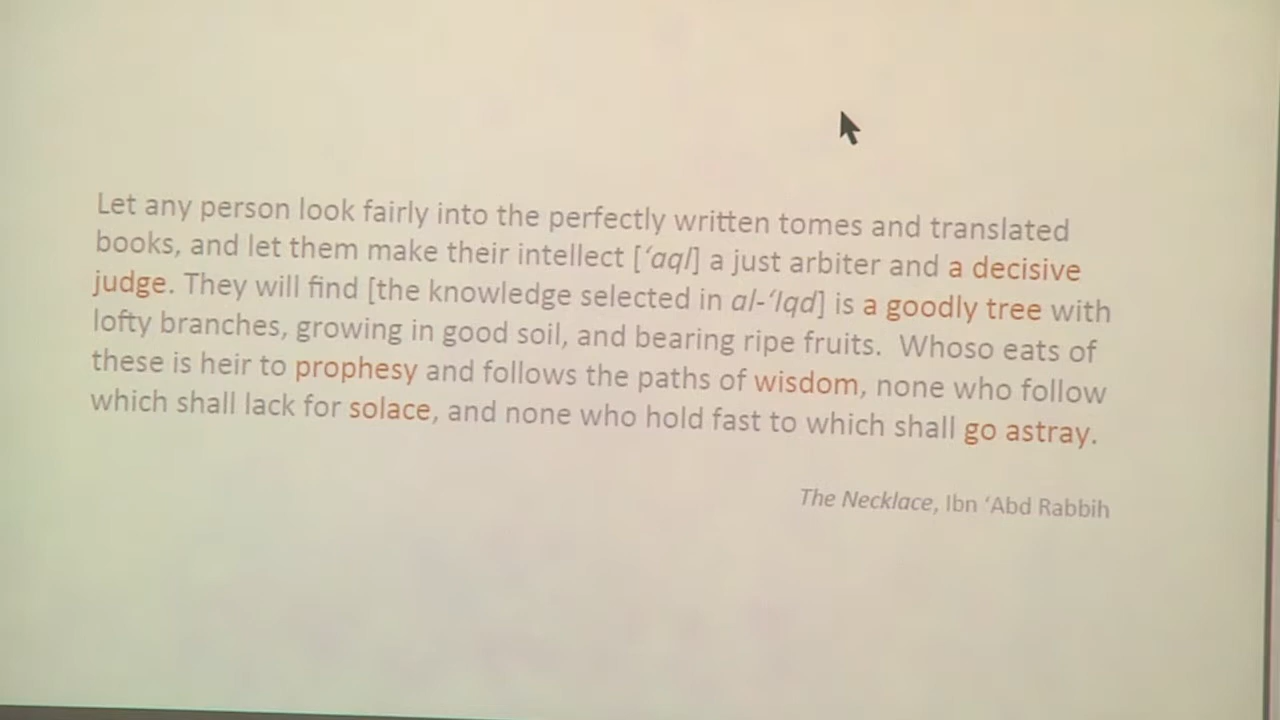 Let any person look fairly into the perfectly written tomes and translated
books, and let them make their intellect [‘aql] a just arbiter and a decisive
judge. They will find [the knowledge selected in al-‘Iqd] is a goodly tree with
lofty branches, growing in good soil, and bearing ripe fruits. Whoso eats of
these is heir to prophesy and follows the paths of wisdom, none who follow
which shall lack for solace, and none who hold fast to which shall go astray.
The Necklace, Ibn ‘Abd Rabbih